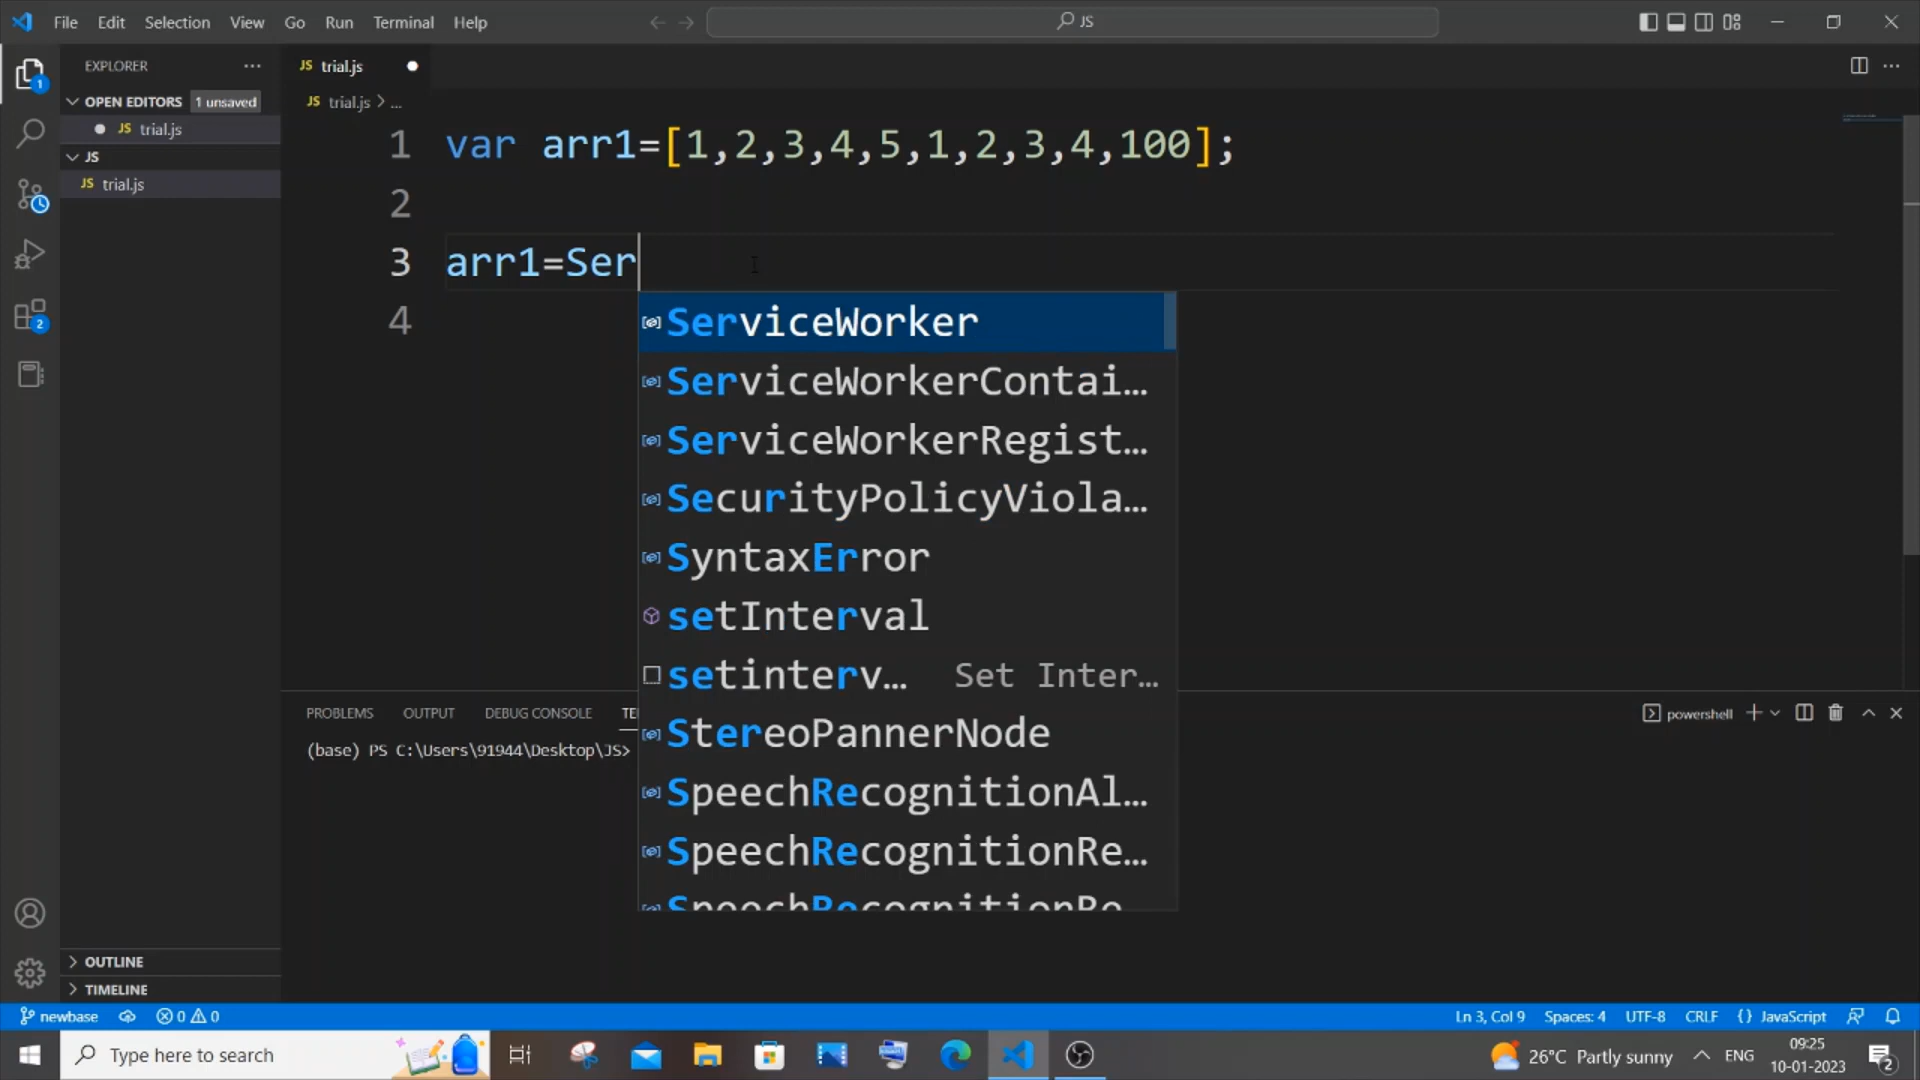 File Edit Selection View Go Run Terminal Help
JS
EXPLORER
JS trial.js
OPEN EDITORS 1 unsaved
JS trial.js ...
JS trial.js
JS
JS trial.js
1 var arr1=[1,2,3,4,5,1,2,3,4,100];
2
3 arr1=Ser
4
ServiceWorker
ServiceWorkerContai…
ServiceWorkerRegist…
SecurityPolicyViola…
SyntaxError
setInterval
setinterv… Set Inter…
StereoPannerNode
SpeechRecognitionAl…
SpeechRecognitionRe…
SpeechRecognitionRe
PROBLEMS OUTPUT DEBUG CONSOLE powershell
(base) PS C:\Users\91944\Desktop\JS>
OUTLINE
TIMELINE
1
2
newbase 0 0 Ln 3, Col 9 Spaces: 4 UTF-8 CRLF {} JavaScript
Type here to search 26°C Partly sunny ENG 09:25
10-01-2023 2